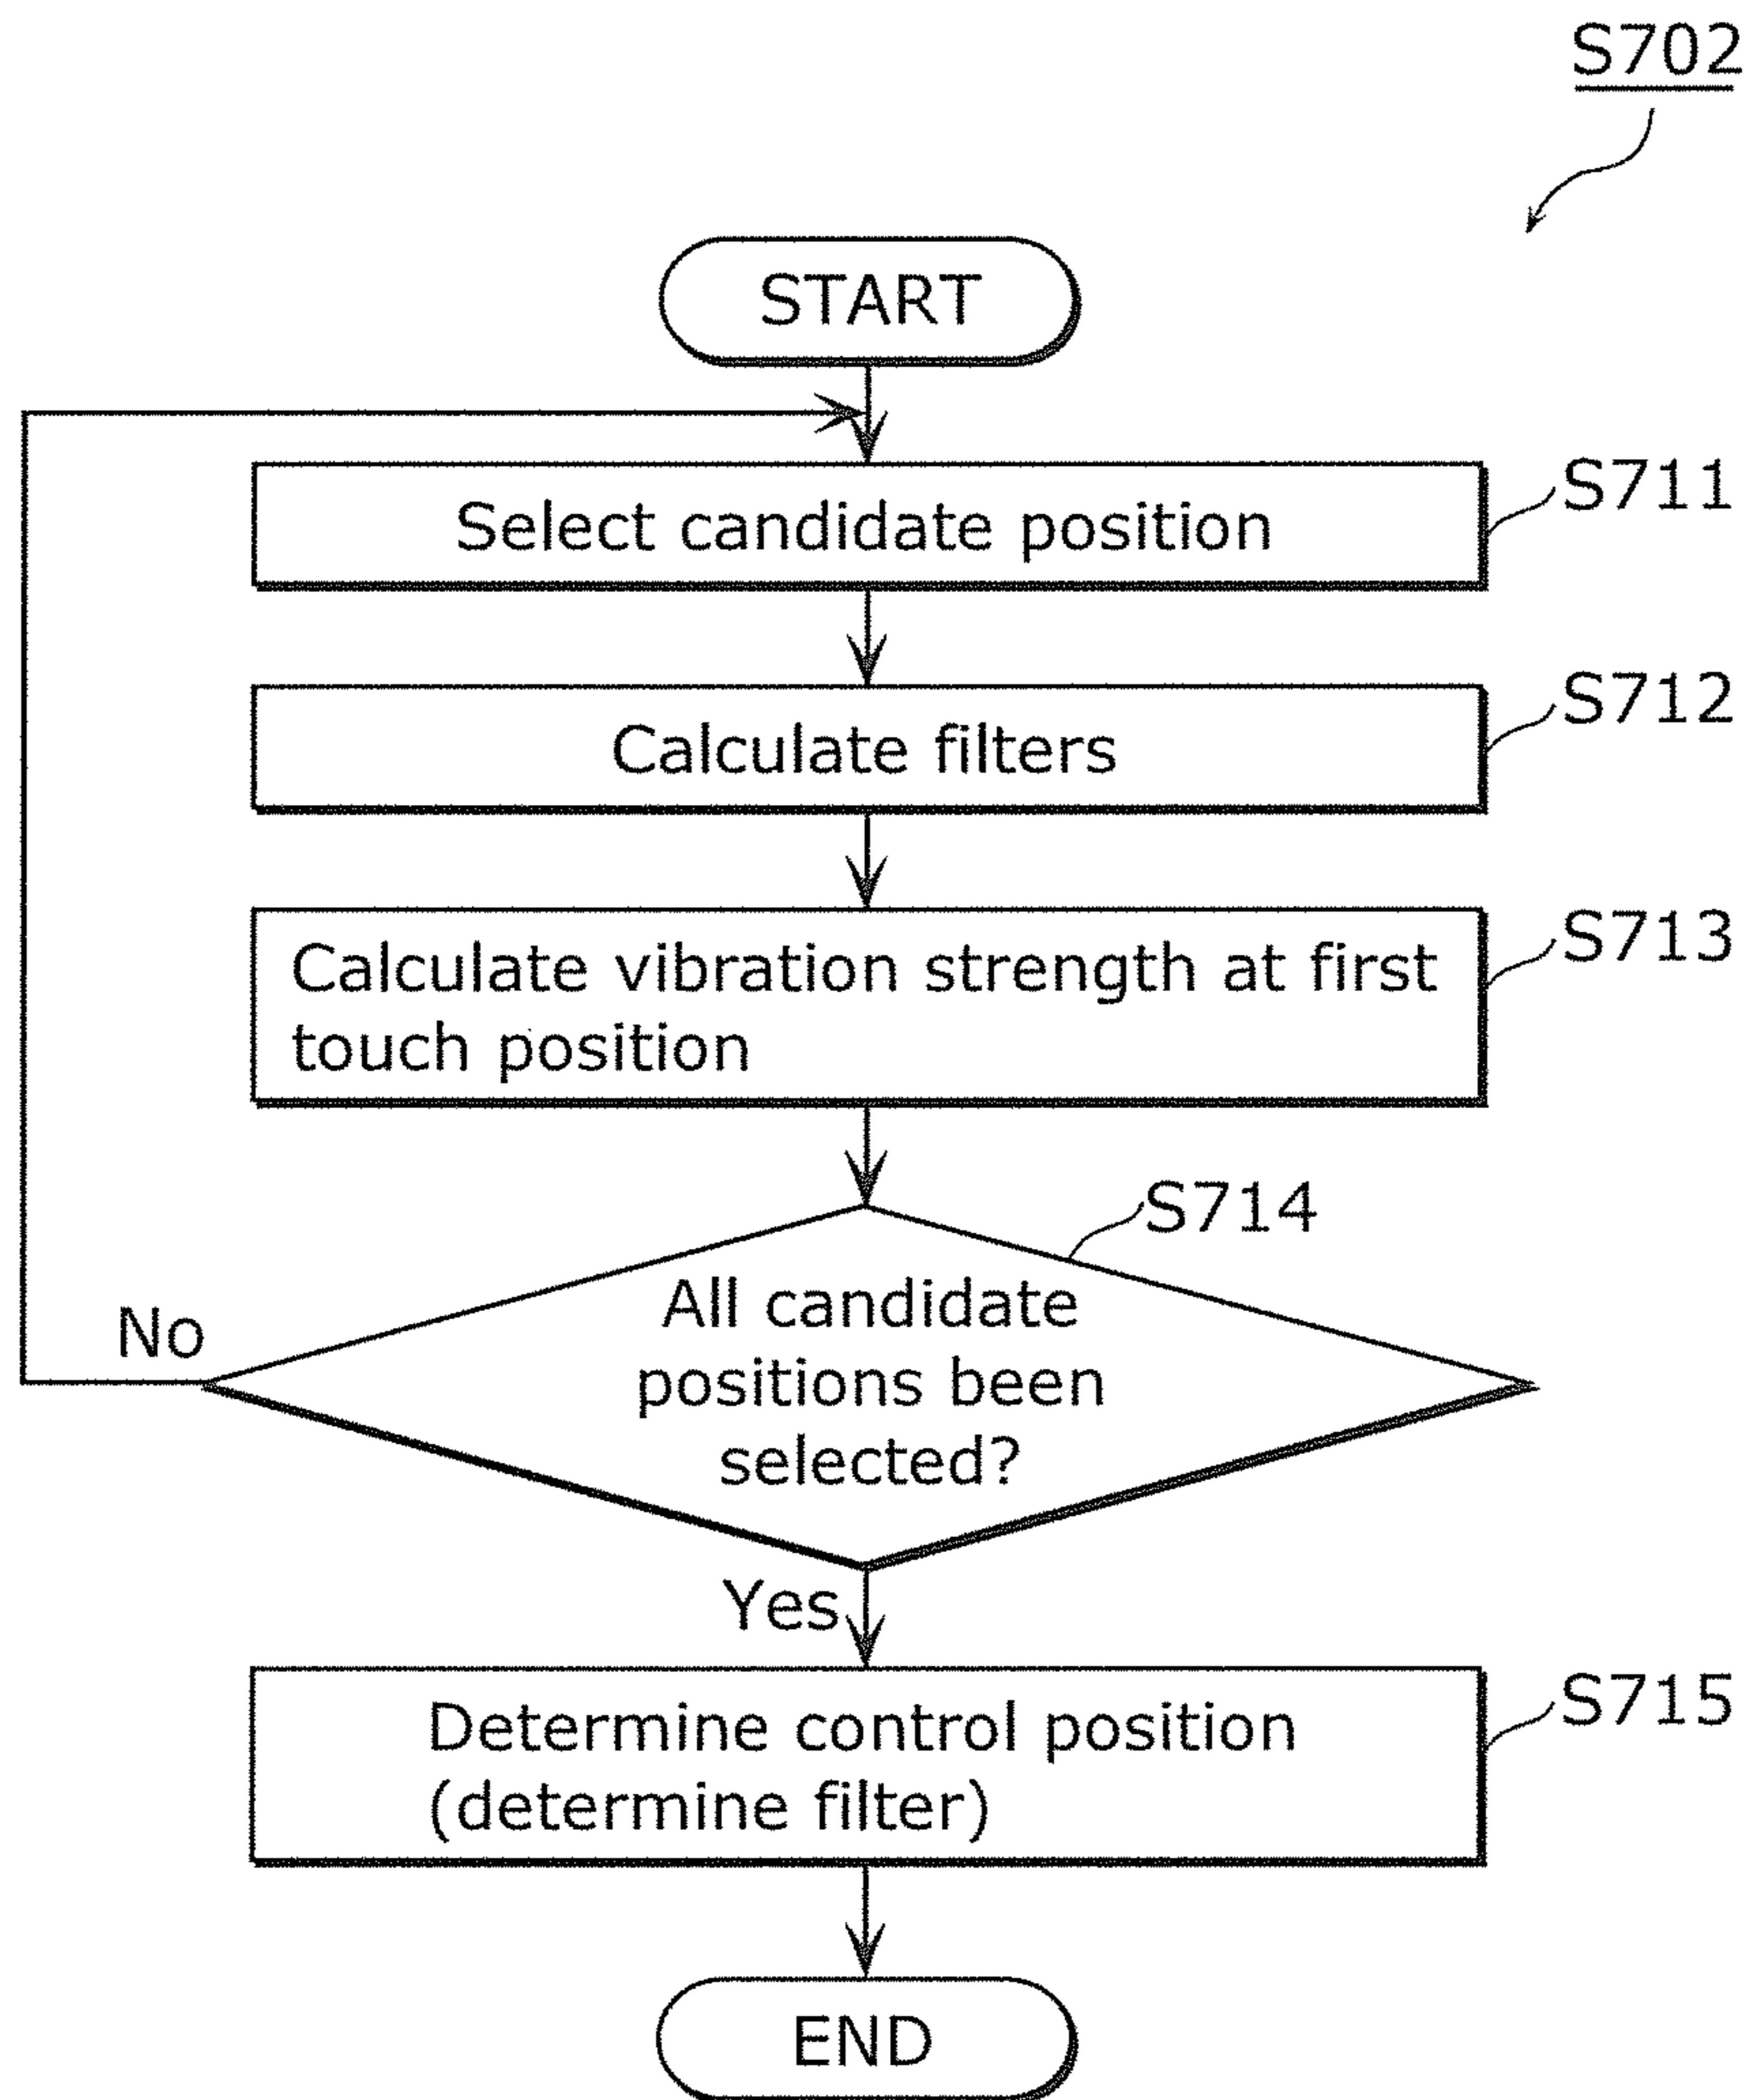 S702
START
Select candidate position
S711
Calculate filters
S712
Calculate vibration strength at first
touch position
S713
S714
All candidate
positions been
selected?
No
Yes
Determine control position
(determine filter)
S715
END